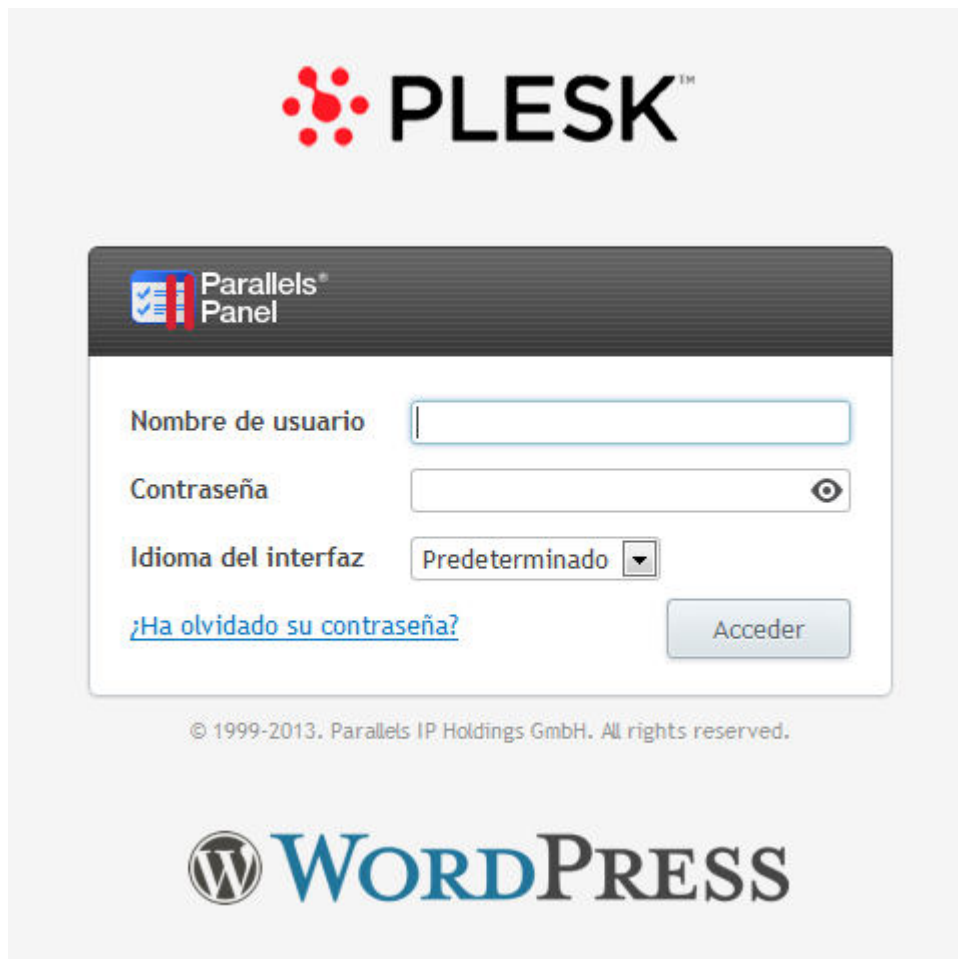 PLESK™
Parallels®
Panel
Nombre de usuario
Contraseña
Idioma del interfaz Predeterminado
¿Ha olvidado su contraseña? Acceder
© 1999-2013. Parallels IP Holdings GmbH. All rights reserved.
W WORDPRESS